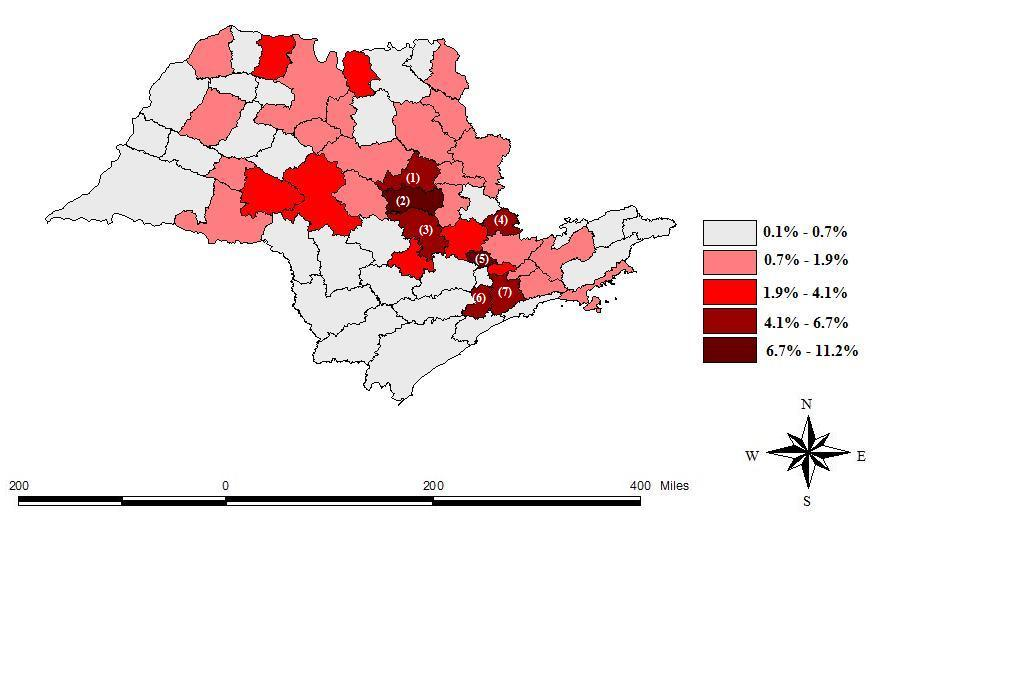 (1)
(2)
(3)
(4)
(5)
(6)
(7)
0.1% - 0.7%
0.7% - 1.9%
1.9% - 4.1%
4.1% - 6.7%
6.7% - 11.2%
N
W E
S
200 0 200 400 Miles